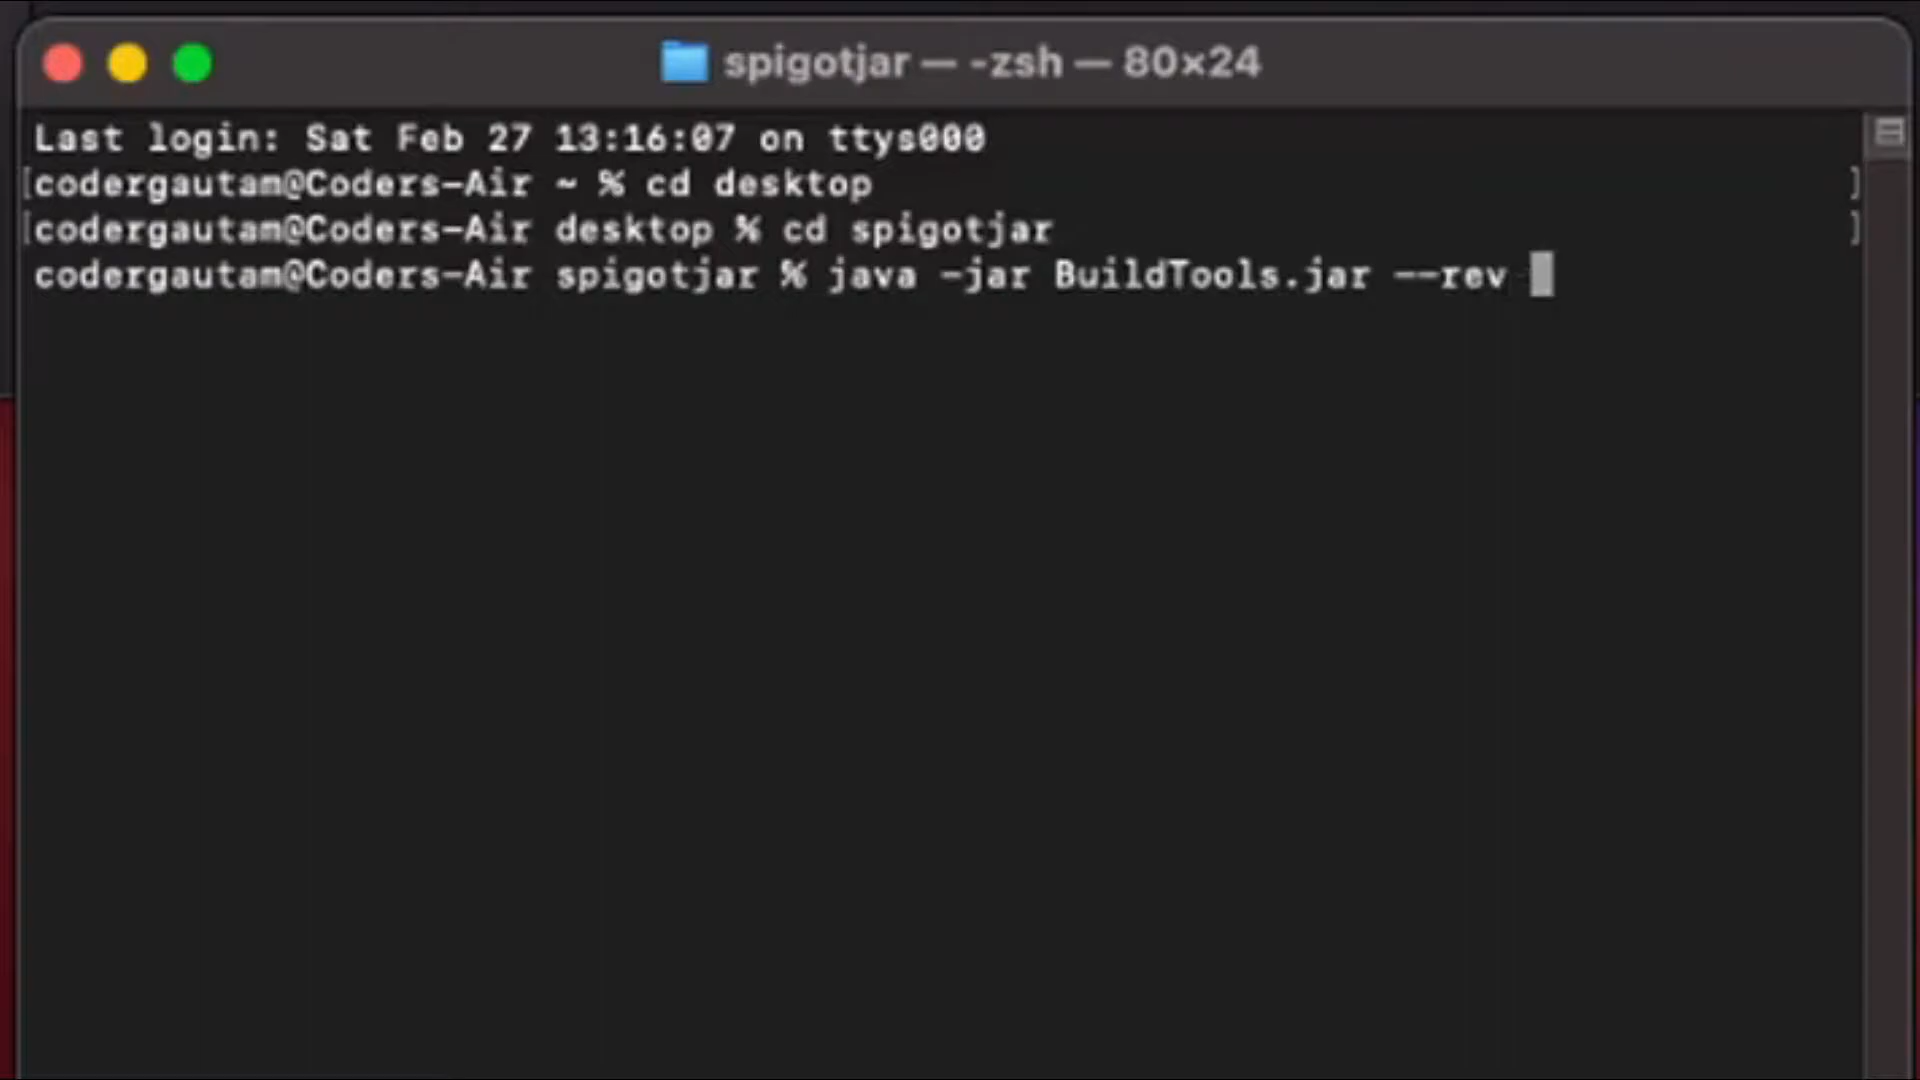 spigotjar — -zsh — 80×24
Last login: Sat Feb 27 13:16:07 on ttys000
[codergautam@Coders-Air ~ % cd desktop ]
[codergautam@Coders-Air desktop % cd spigotjar ]
codergautam@Coders-Air spigotjar % java -jar BuildTools.jar --rev